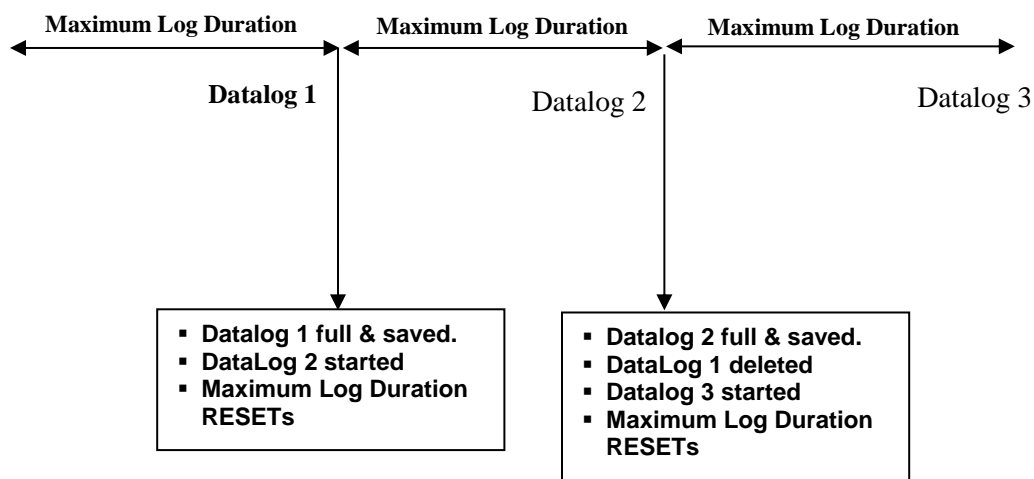 Maximum Log Duration
Maximum Log Duration
Maximum Log Duration
Datalog 1
Datalog 2
Datalog 3
▪ Datalog 1 full & saved.
▪ DataLog 2 started
▪ Maximum Log Duration
RESETs
▪ Datalog 2 full & saved.
▪ DataLog 1 deleted
▪ Datalog 3 started
▪ Maximum Log Duration
RESETs